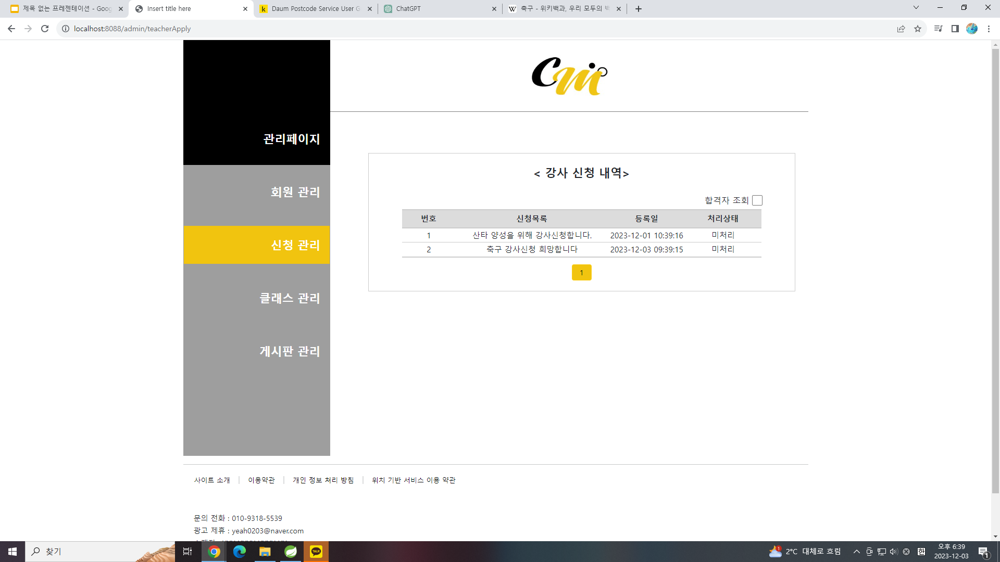 제목 없는 프레젠테이션 - Goog
Insert title here
Daum Postcode Service User G
ChatGPT
축구 - 위키백과, 우리 모두의 백
localhost:8088/admin/teacherApply
Cm
관리페이지
회원 관리
신청 관리
클래스 관리
게시판 관리
< 강사 신청 내역>
합격자 조회
번호 신청목록 등록일 처리상태
1 산타 양성을 위해 강사신청합니다. 2023-12-01 10:39:16 미처리
2 축구 강사신청 희망합니다 2023-12-03 09:39:15 미처리
1
사이트 소개 이용약관 개인 정보 처리 방침 위치 기반 서비스 이용 약관
문의 전화 : 010-9318-5539
광고 제휴 : yeah0203@naver.com
찾기
TALK
1
2°C 대체로 흐림
한
오후 6:39
2023-12-03
1